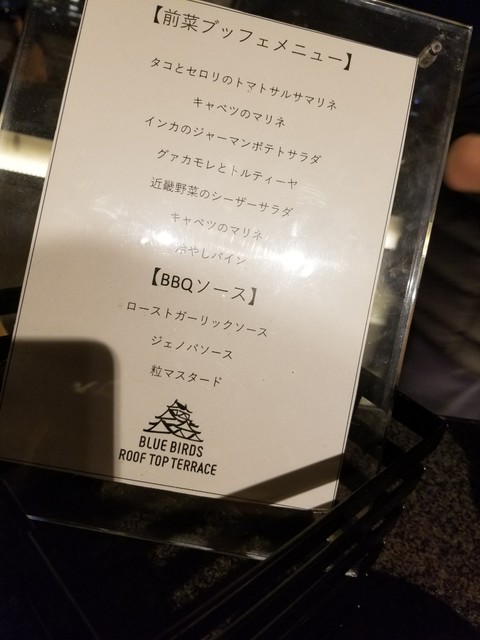 【前菜ブッフェメニュー】
タコとセロリのトマトサルサマリネ
キャベツのマリネ
インカのジャーマンポテトサラダ
グァカモレとトルティーヤ
近畿野菜のシーザーサラダ
キャベツのマリネ
冷やしパイン
【BBQソース】
ローストガーリックソース
ジェノバソース
粒マスタード
BLUE BIRDS
ROOF TOP TERRACE